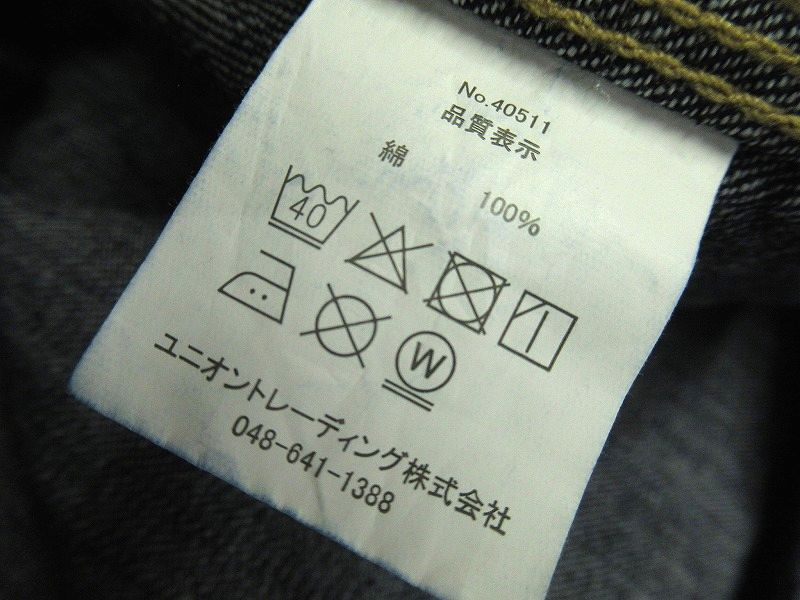 No.40511
品質表示
綿 100%
40
W
ユニオントレーディング株式会社
048-641-1388